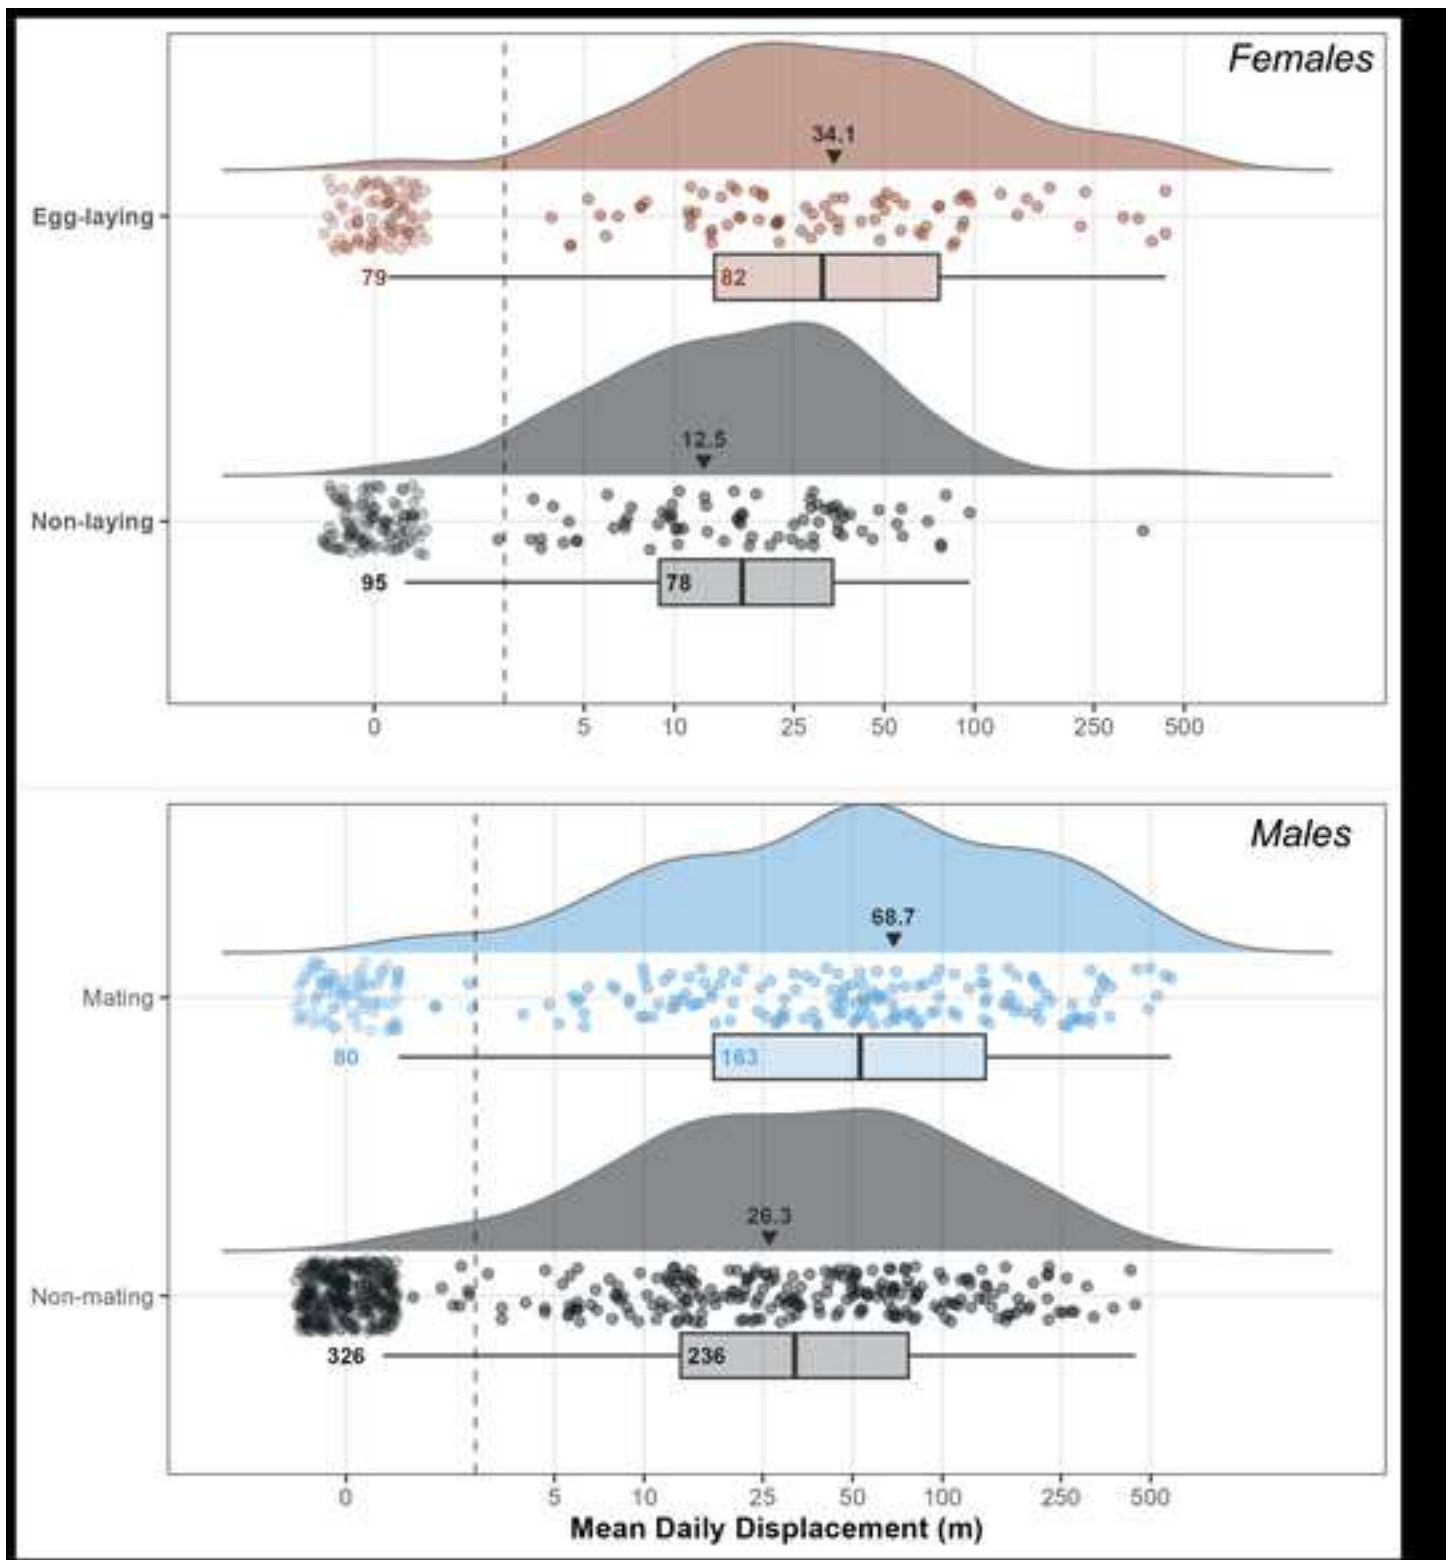 Females
34.1
Egg-laying
79
82
12.5
Non-laying
95
78
0 5 10 25 50 100 250 500
Males
68.7
Mating
80
163
26.3
Non-mating
326
236
0 5 10 25 50 100 250 500
Mean Daily Displacement (m)